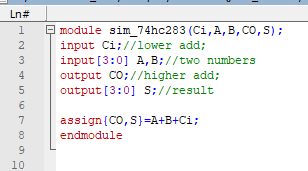 Ln#
1 module sim_74hc283(Ci,A,B,CO,S);
2 input Ci;//lower add;
3 input[3:0] A,B;//two numbers
4 output CO;//higher add;
5 output[3:0] S;//result
6
7 assign{CO,S}=A+B+Ci;
8 endmodule
9
10